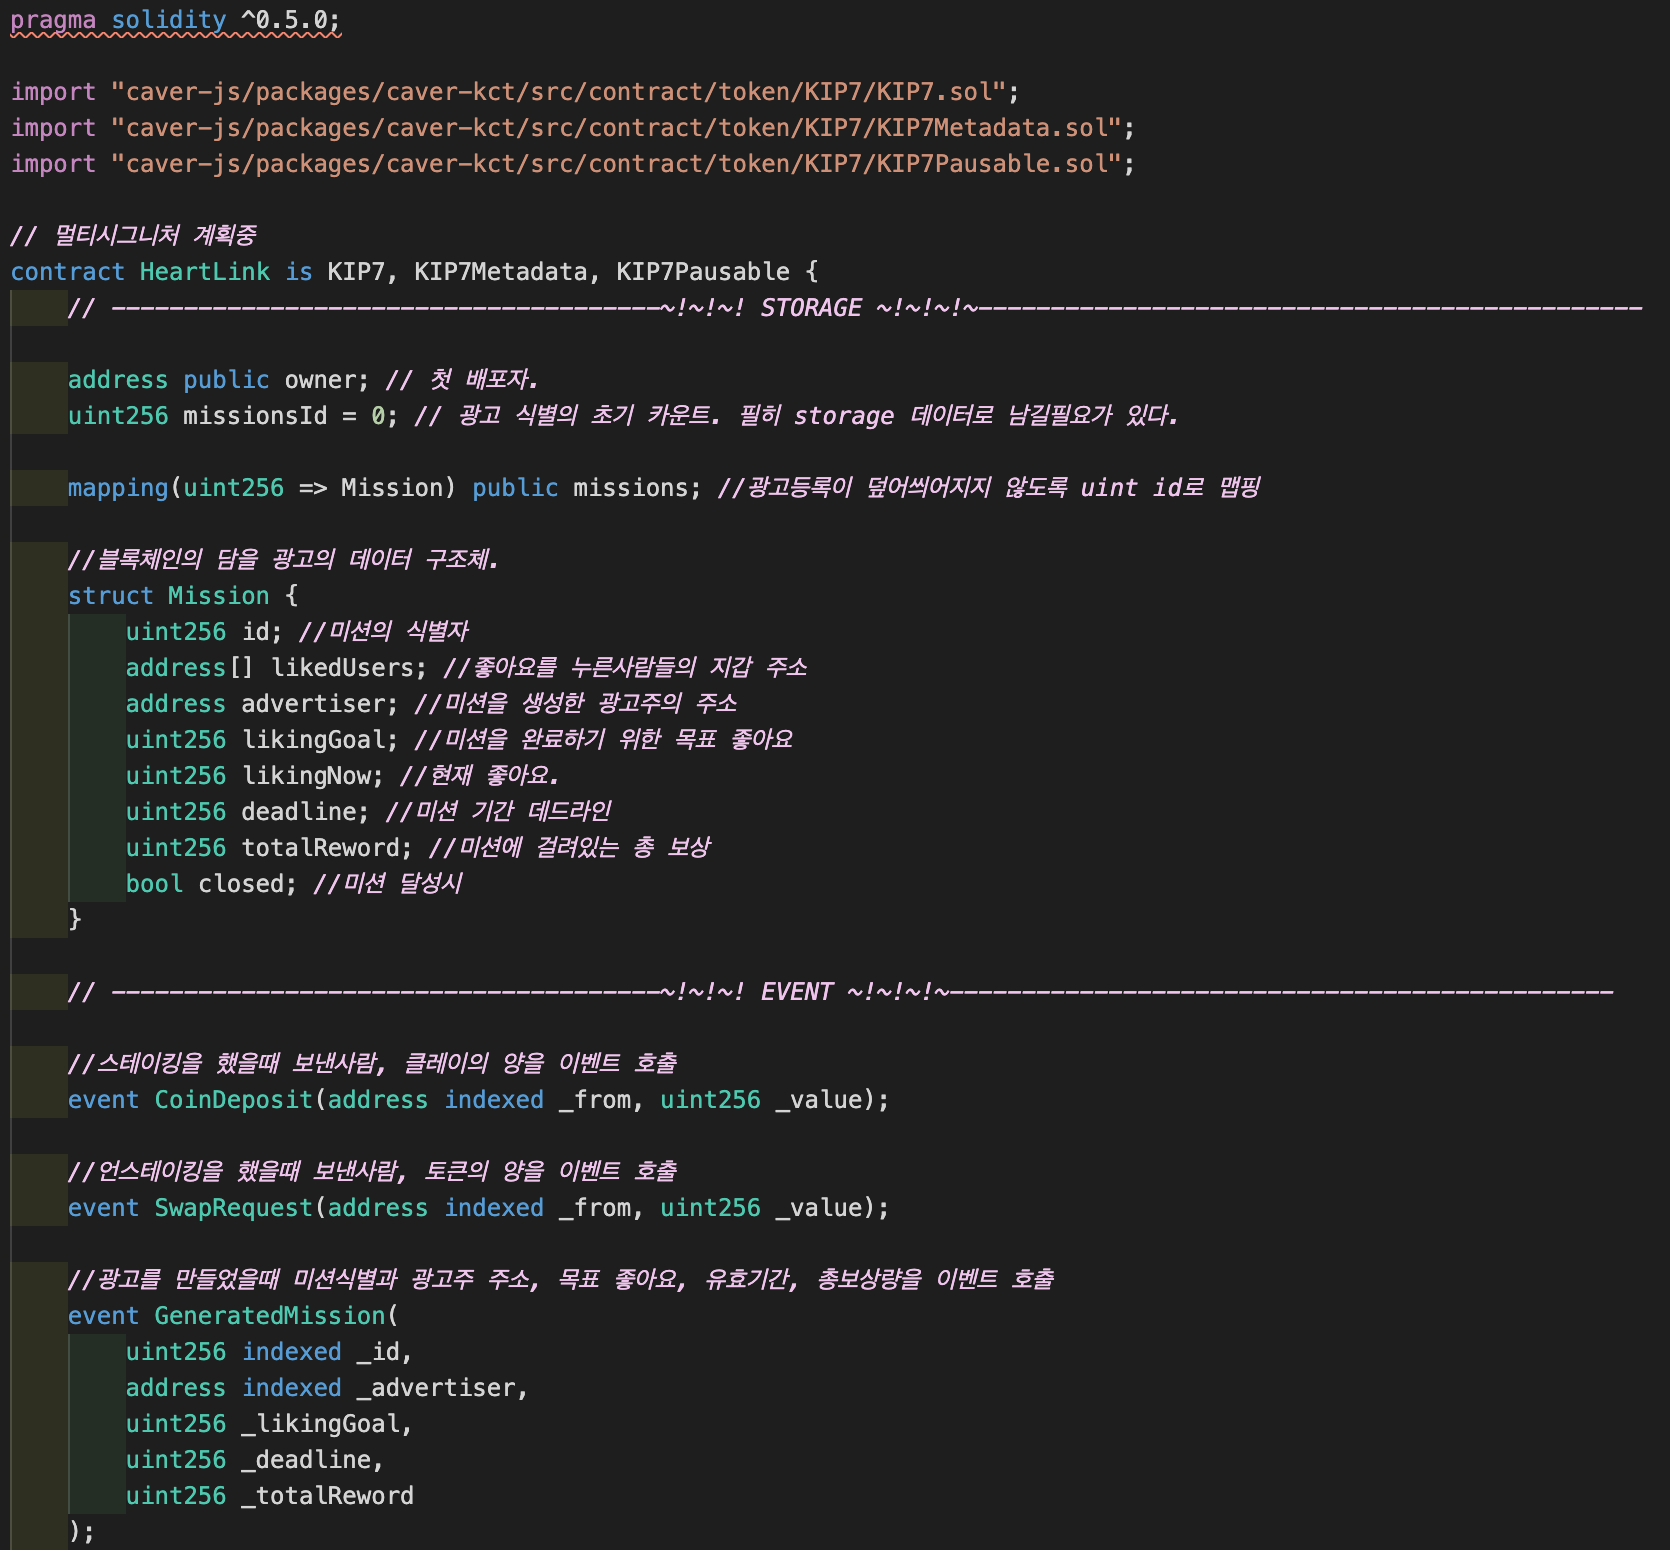 pragma solidity ^0.5.0;
import "caver-js/packages/caver-kct/src/contract/token/KIP7/KIP7.sol";
import "caver-js/packages/caver-kct/src/contract/token/KIP7/KIP7Metadata.sol";
import "caver-js/packages/caver-kct/src/contract/token/KIP7/KIP7Pausable.sol";
// 멀티시그니처 계획중
contract HeartLink is KIP7, KIP7Metadata, KIP7Pausable {
// --------------------------------------~!~!~! STORAGE ~!~!~!~----------------------------------------------
address public owner; // 첫 배포자.
uint256 missionsId = 0; // 광고 식별의 초기 카운트. 필히 storage 데이터로 남길필요가 있다.
mapping(uint256 => Mission) public missions; //광고등록이 덮어씌어지지 않도록 uint id로 맵핑
//블록체인의 담을 광고의 데이터 구조체.
struct Mission {
uint256 id; //미션의 식별자
address[] likedUsers; //좋아요를 누른사람들의 지갑 주소
address advertiser; //미션을 생성한 광고주의 주소
uint256 likingGoal; //미션을 완료하기 위한 목표 좋아요
uint256 likingNow; //현재 좋아요.
uint256 deadline; //미션 기간 데드라인
uint256 totalReword; //미션에 걸려있는 총 보상
bool closed; //미션 달성시
}
// --------------------------------------~!~!~! EVENT ~!~!~!~----------------------------------------------
//스테이킹을 했을때 보낸사람, 클레이의 양을 이벤트 호출
event CoinDeposit(address indexed _from, uint256 _value);
//언스테이킹을 했을때 보낸사람, 토큰의 양을 이벤트 호출
event SwapRequest(address indexed _from, uint256 _value);
//광고를 만들었을때 미션식별과 광고주 주소, 목표 좋아요, 유효기간, 총보상량을 이벤트 호출
event GeneratedMission(
uint256 indexed _id,
address indexed _advertiser,
uint256 _likingGoal,
uint256 _deadline,
uint256 _totalReword
);